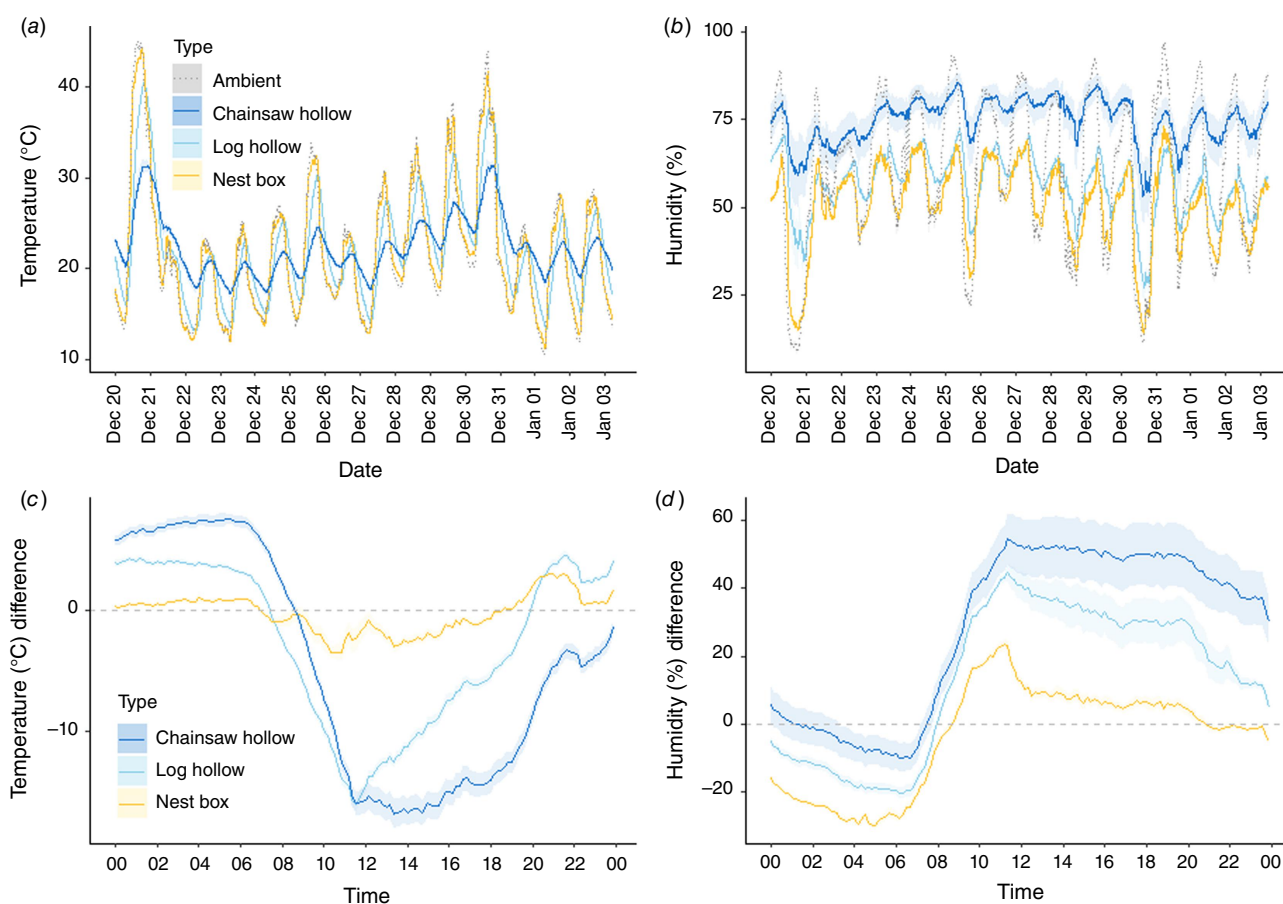 (a)
Type
Ambient
Chainsaw hollow
Log hollow
Nest box
Temperature (°C)
40
30
20
10
Dec 20
Dec 21
Dec 22
Dec 23
Dec 24
Dec 25
Dec 26
Dec 27
Dec 28
Dec 29
Dec 30
Dec 31
Jan 01
Jan 02
Jan 03
Date
(b)
Humidity (%)
100
75
50
25
Dec 20
Dec 21
Dec 22
Dec 23
Dec 24
Dec 25
Dec 26
Dec 27
Dec 28
Dec 29
Dec 30
Dec 31
Jan 01
Jan 02
Jan 03
Date
(c)
Temperature (°C) difference
0
−10
Type
Chainsaw hollow
Log hollow
Nest box
00 02 04 06 08 10 12 14 16 18 20 22 00
Time
(d)
Humidity (%) difference
60
40
20
0
−20
00 02 04 06 08 10 12 14 16 18 20 22 00
Time